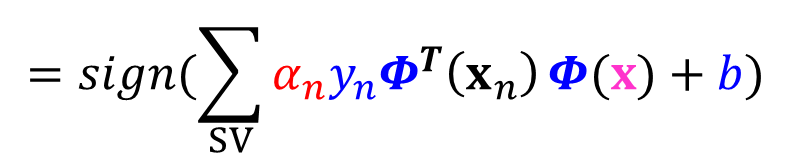 = sign(∑ αₙyₙΦᵀ(xₙ) Φ(x) + b)
SV